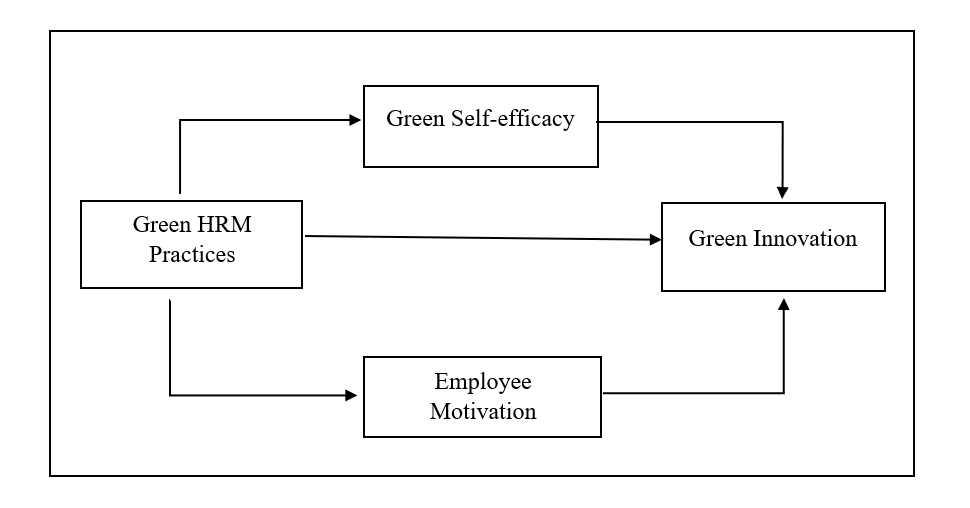 Green Self-efficacy
Green HRM
Practices
Green Innovation
Employee
Motivation